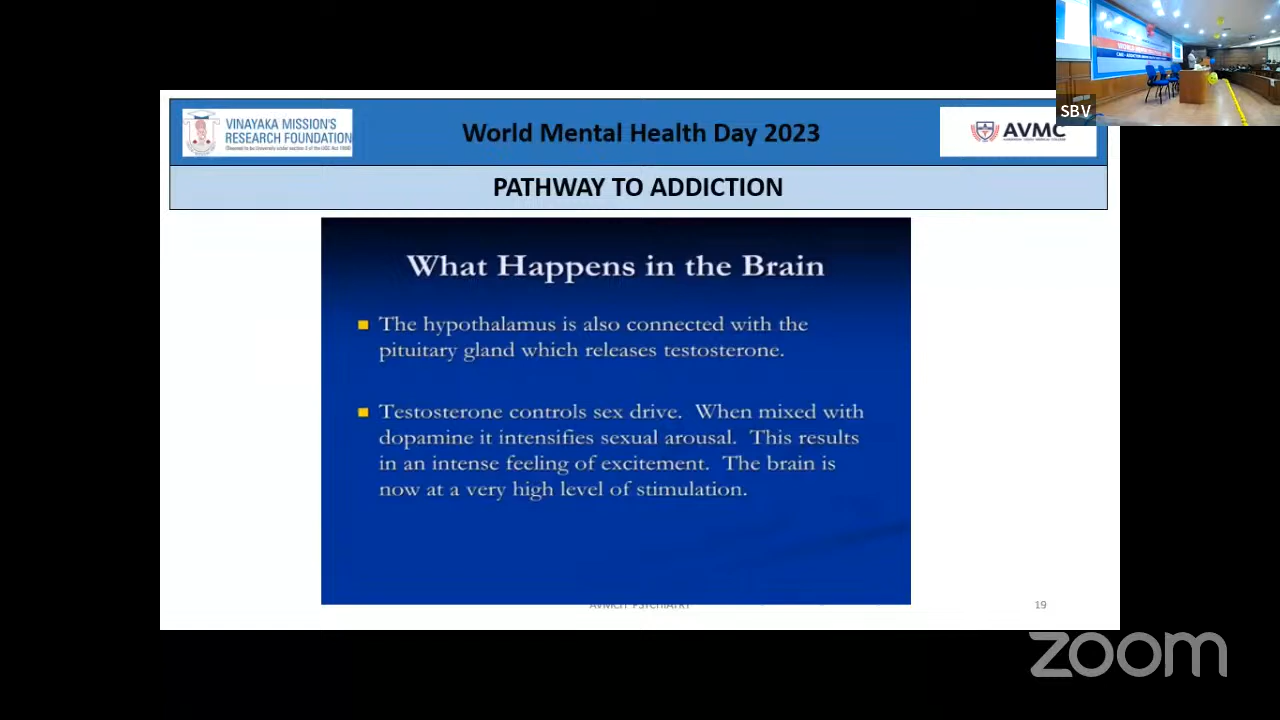 SBV
VINAYAKA MISSION'S
RESEARCH FOUNDATION
World Mental Health Day 2023
AVMC
PATHWAY TO ADDICTION
What Happens in the Brain
The hypothalamus is also connected with the
pituitary gland which releases testosterone.
Testosterone controls sex drive. When mixed with
dopamine it intensifies sexual arousal. This results
in an intense feeling of excitement. The brain is
now at a very high level of stimulation.
19
zoom